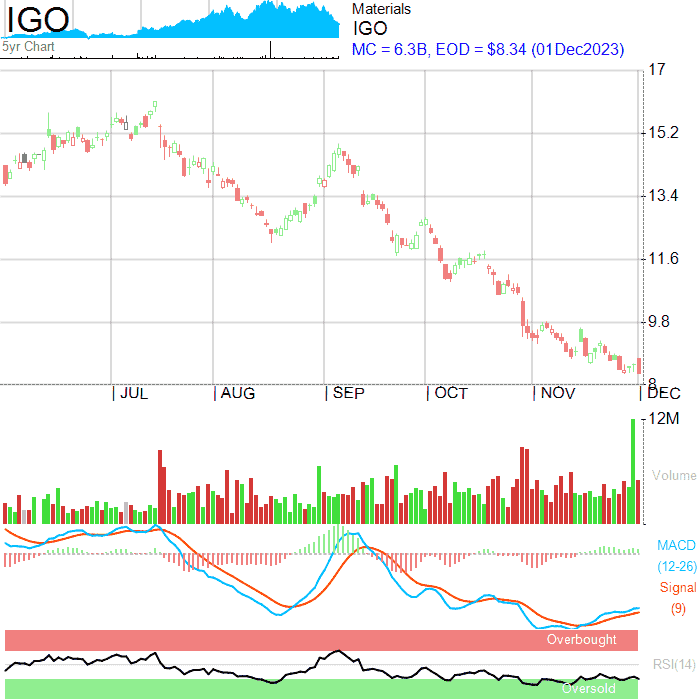 IGO
5yr Chart
Materials
IGO
MC = 6.3B, EOD = $8.34 (01Dec2023)
17
15.2
13.4
11.6
9.8
8
JUL AUG SEP OCT NOV DEC
12M
Volume
MACD
(12-26)
Signal
(9)
Overbought
RSI(14)
Oversold